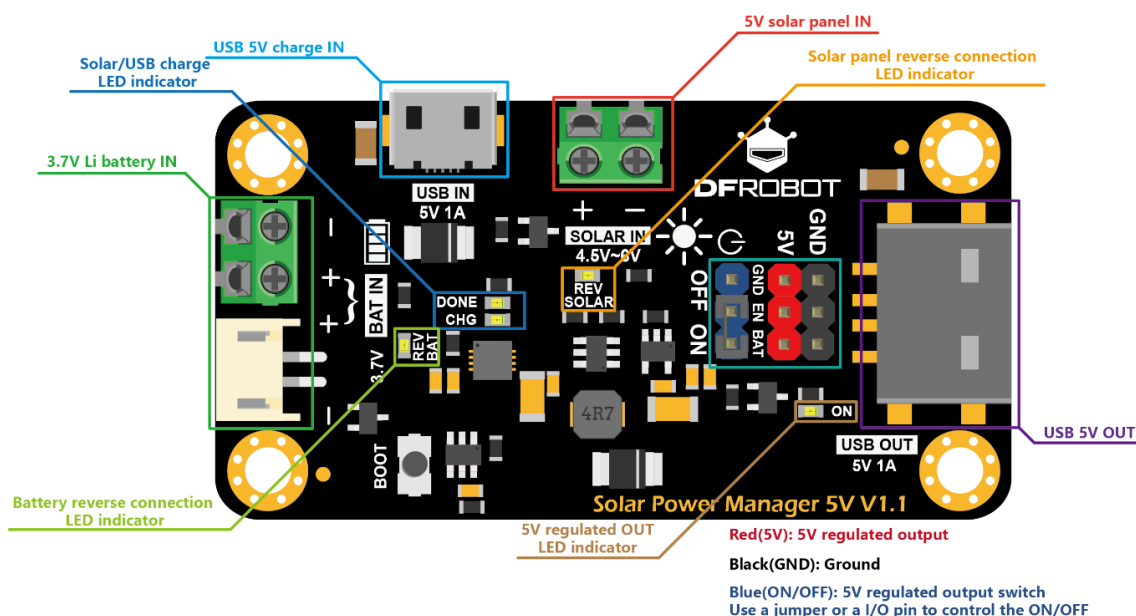 5V solar panel IN
USB 5V charge IN
Solar/USB charge
LED indicator
Solar panel reverse connection
LED indicator
3.7V Li battery IN
DFROBOT
USB IN
5V 1A
+ −
SOLAR IN
4.5V~6V
REV
SOLAR
OFF ON
GND EN BAT
5V
GND
−
+
+
−
BAT IN
3.7V
DONE
CHG
REV
BAT
4R7
BOOT
ON
USB OUT
5V 1A
USB 5V OUT
Solar Power Manager 5V V1.1
Battery reverse connection
LED indicator
5V regulated OUT
LED indicator
Red(5V): 5V regulated output
Black(GND): Ground
Blue(ON/OFF): 5V regulated output switch
Use a jumper or a I/O pin to control the ON/OFF